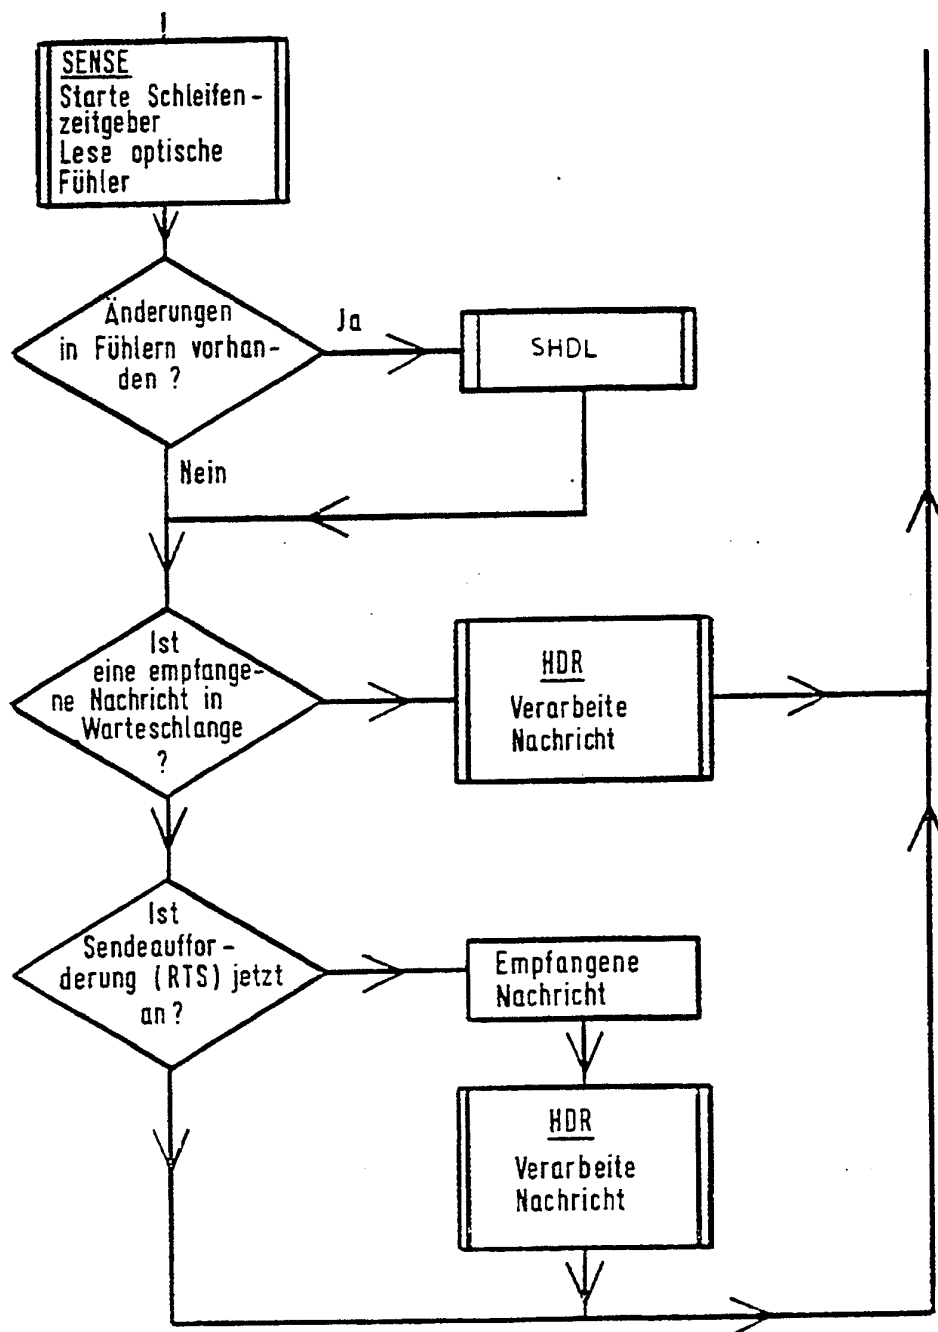 SENSE
Starte Schleifen-
zeitgeber
Lese optische
Fühler
Änderungen
in Fühlern vorhan-
den ?
Ja
SHDL
Nein
Ist
eine empfange-
ne Nachricht in
Warteschlange
?
HDR
Verarbeite
Nachricht
Ist
Sendeauffor-
derung (RTS) jetzt
an?
Empfangene
Nachricht
HDR
Verarbeite
Nachricht